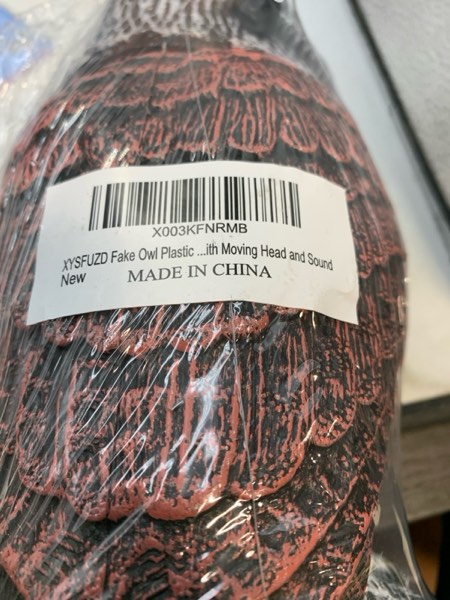 X003KFNRMB
XYSFUZD Fake Owl Plastic ...ith Moving Head and Sound
New
MADE IN CHINA